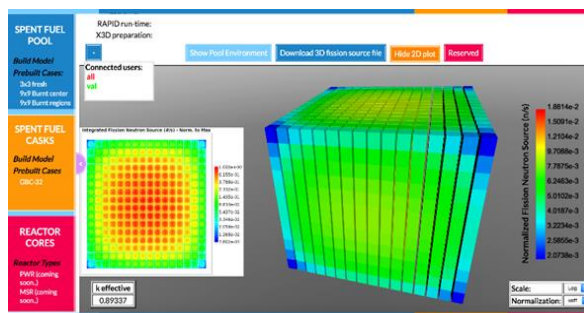 SPENT FUEL
POOL
Build Model
Prebuilt Cases:
3x3 fresh
9x9 Burnt center
9x9 Burnt regions
SPENT FUEL
CASKS
Build Model
Prebuilt Cases
GBC-32
REACTOR
CORES
Reactor Types
PWR (coming
soon..)
MSR (coming
soon..)
RAPID run-time:
X3D preparation:
-
Show Pool Environment
Download 3D fission source file
Hide 2D plot
Reserved
Connected users:
all
val
Integrated Fission Neutron Source (#/s) - Norm. to Max
k effective
0.89337
Normalized Fission Neutron Source [n/s]
1.8814e-2
1.5091e-2
1.2104e-2
9.7088e-3
7.7875e-3
6.2463e-3
5.0102e-3
4.0187e-3
3.2234e-3
2.5855e-3
2.0738e-3
Scale:
Log
Normalization: